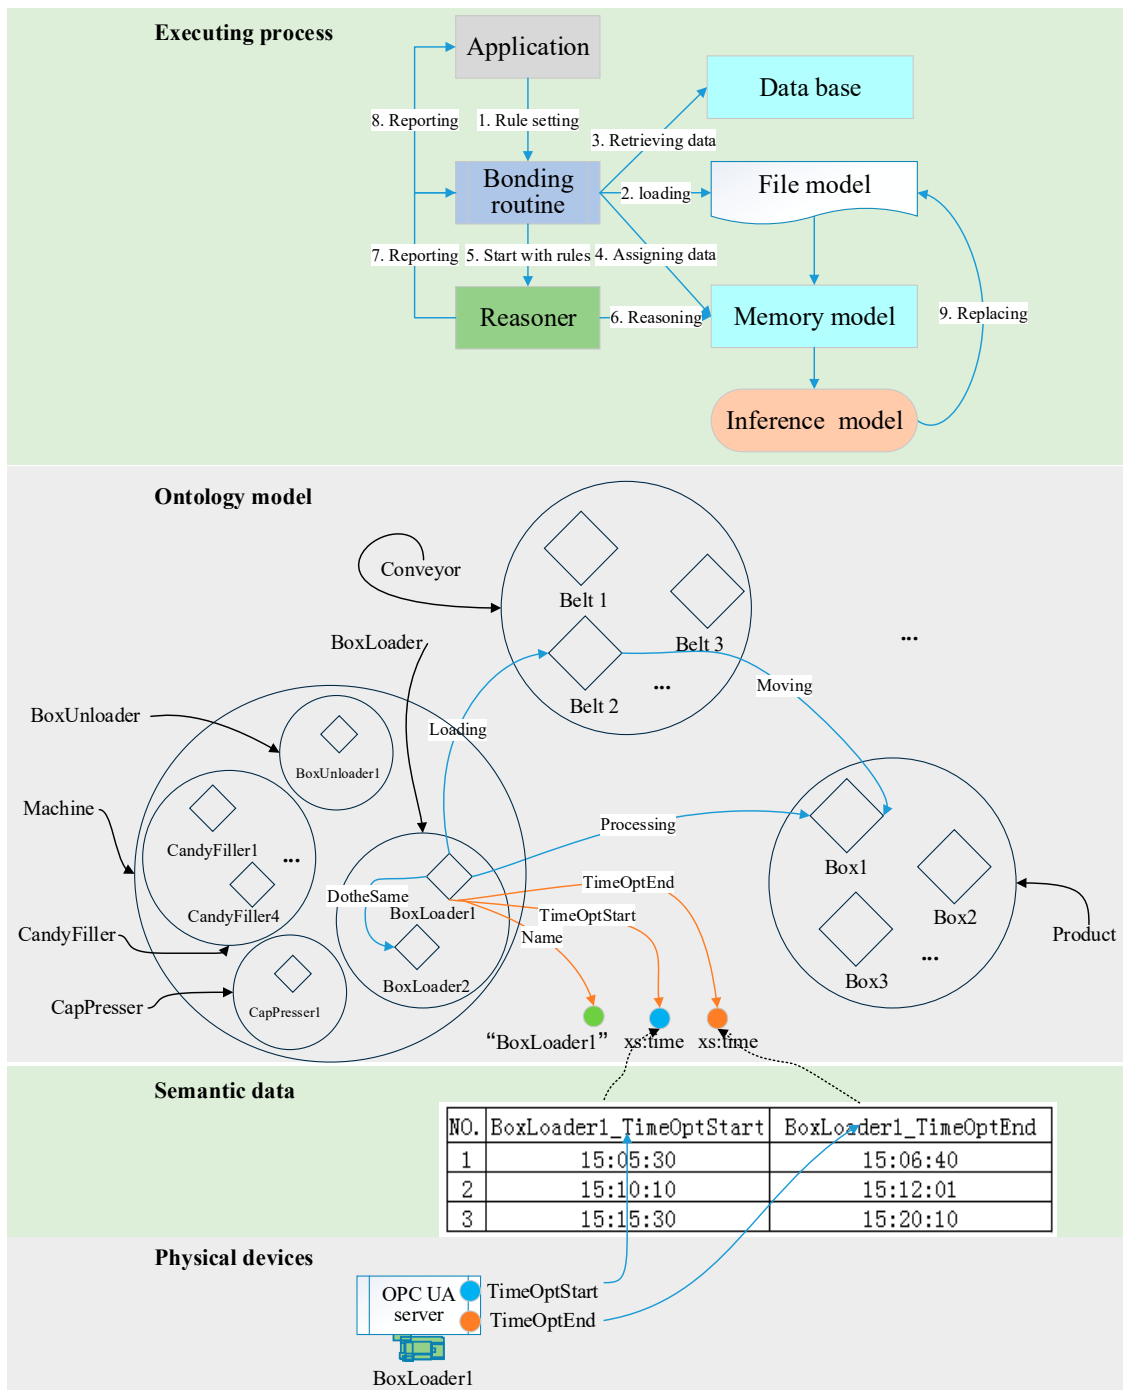 Executing process
Application
Data base
8. Reporting
1. Rule setting
3. Retrieving data
Bonding
routine
2. loading
File model
7. Reporting
5. Start with rules
4. Assigning data
Reasoner
6. Reasoning
Memory model
9. Replacing
Inference model
Ontology model
Conveyor
Belt 1
BoxLoader
Belt 3
...
Belt 2
...
Moving
BoxUnloader
Loading
BoxUnloader1
Machine
Processing
CandyFiller1
...
Box1
TimeOptEnd
DotheSame
CandyFiller4
BoxLoader1
TimeOptStart
Box2
CandyFiller
Name
Product
...
BoxLoader2
Box3
CapPresser
CapPresser1
“BoxLoader1”
xs:time
xs:time
Semantic data
NO. BoxLoader1_TimeOptStart BoxLoader1_TimeOptEnd
1 15:05:30 15:06:40
2 15:10:10 15:12:01
3 15:15:30 15:20:10
Physical devices
OPC UA
server
TimeOptStart
TimeOptEnd
BoxLoader1